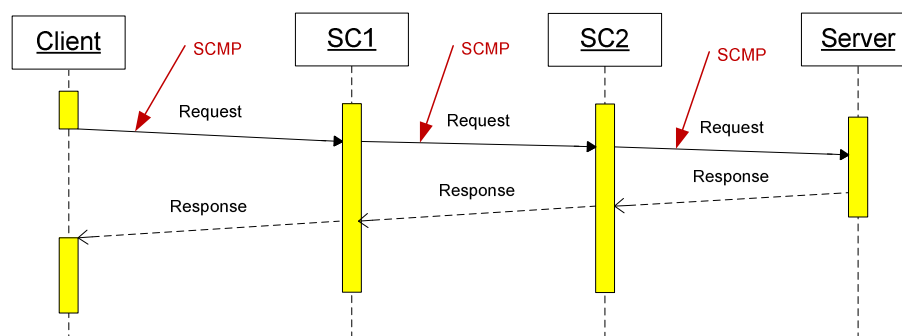 Client
SC1
SC2
Server
SCMP
SCMP
SCMP
Request
Request
Request
Response
Response
Response